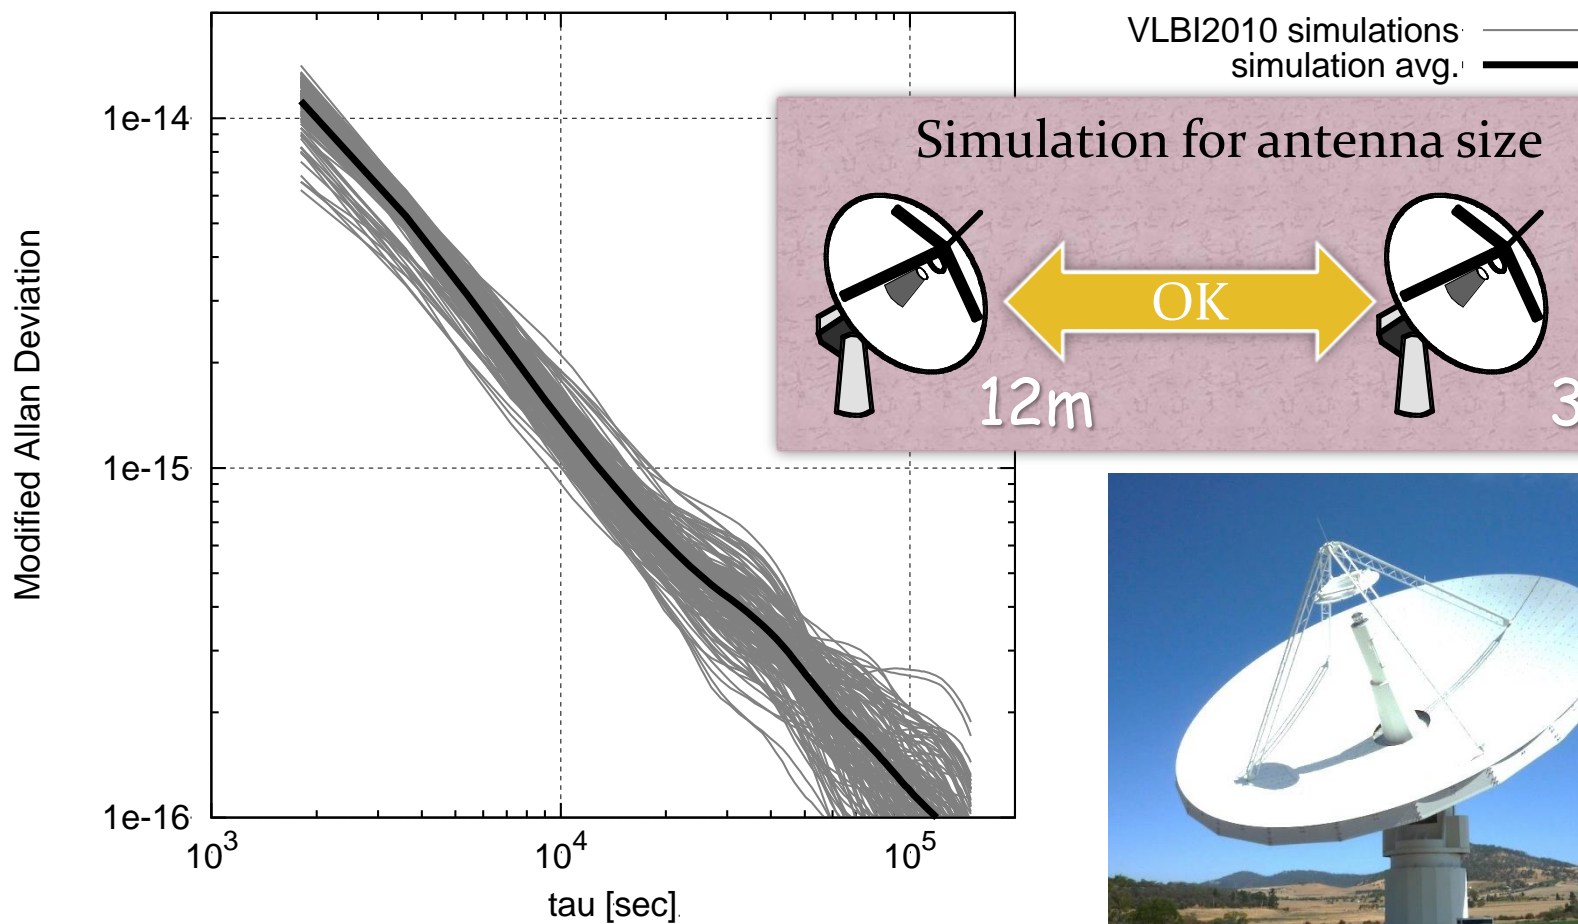 VLBI2010 simulations
simulation avg.
Simulation for antenna size
OK
12m
3
Modified Allan Deviation
1e-14
1e-15
1e-16
10^3
10^4
10^5
tau [sec]